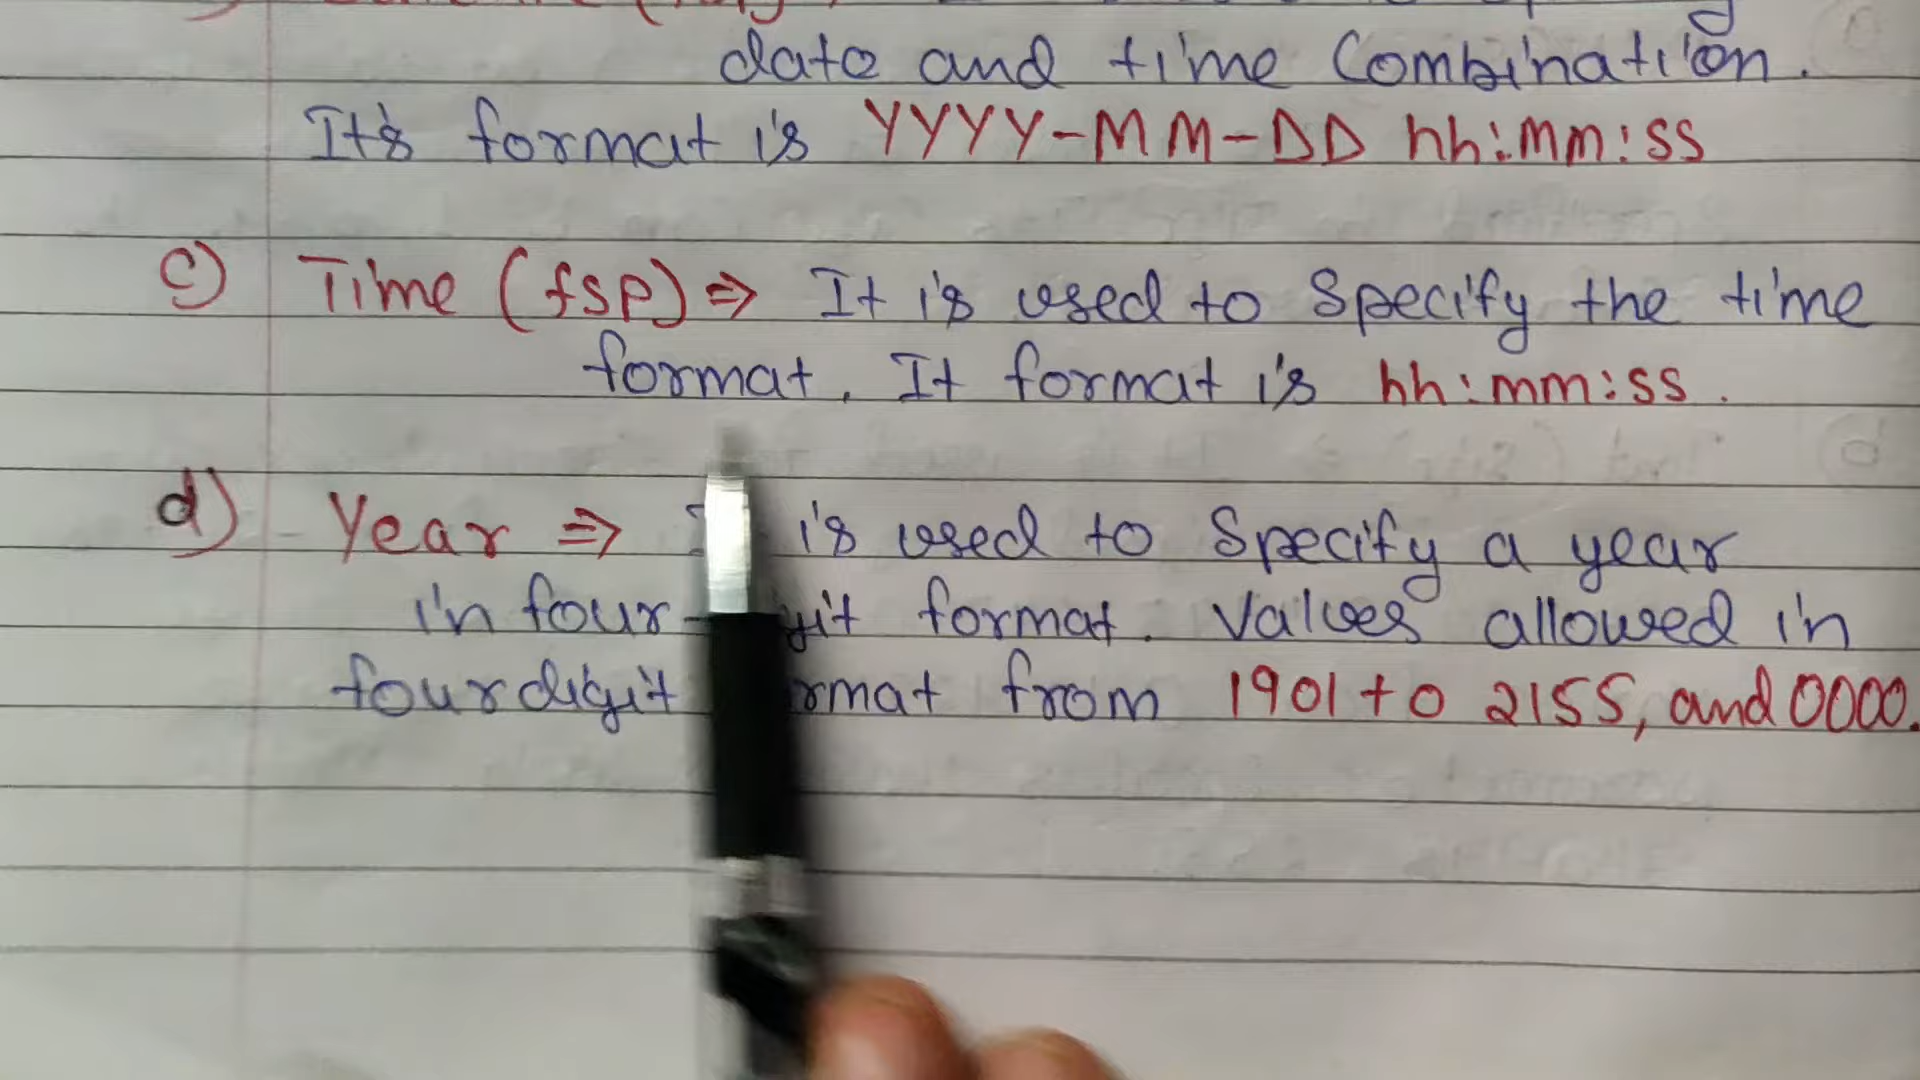 date and time Combination.
It's format is YYYY-MM-DD hh:mm:ss
c) Time (fsp) ⇒ It is used to Specify the time
format. It format is hh:mm:ss.
d) Year ⇒ is used to Specify a year
in four- format. Values allowed in
four digit from 1901 to 2155, and 0000.